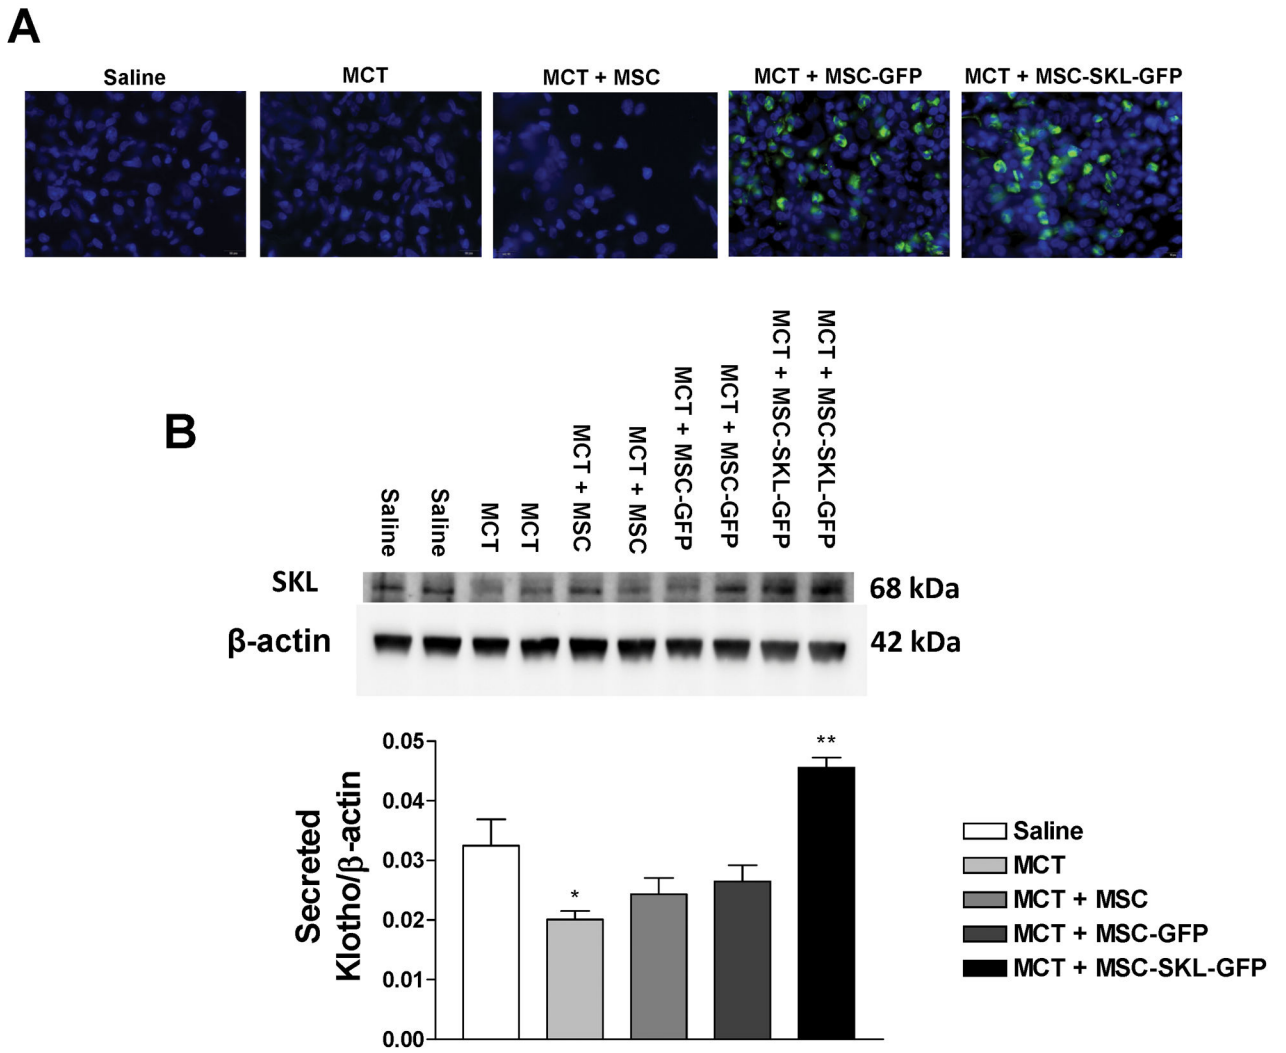 A
Saline
MCT
MCT + MSC
MCT + MSC-GFP
MCT + MSC-SKL-GFP
B
Saline
Saline
MCT
MCT
MCT + MSC
MCT + MSC
MCT + MSC-GFP
MCT + MSC-GFP
MCT + MSC-SKL-GFP
MCT + MSC-SKL-GFP
SKL
68 kDa
β-actin
42 kDa
Secreted
Klotho/β-actin
0.05
0.04
0.03
0.02
0.01
0.00
*
**
Saline
MCT
MCT + MSC
MCT + MSC-GFP
MCT + MSC-SKL-GFP